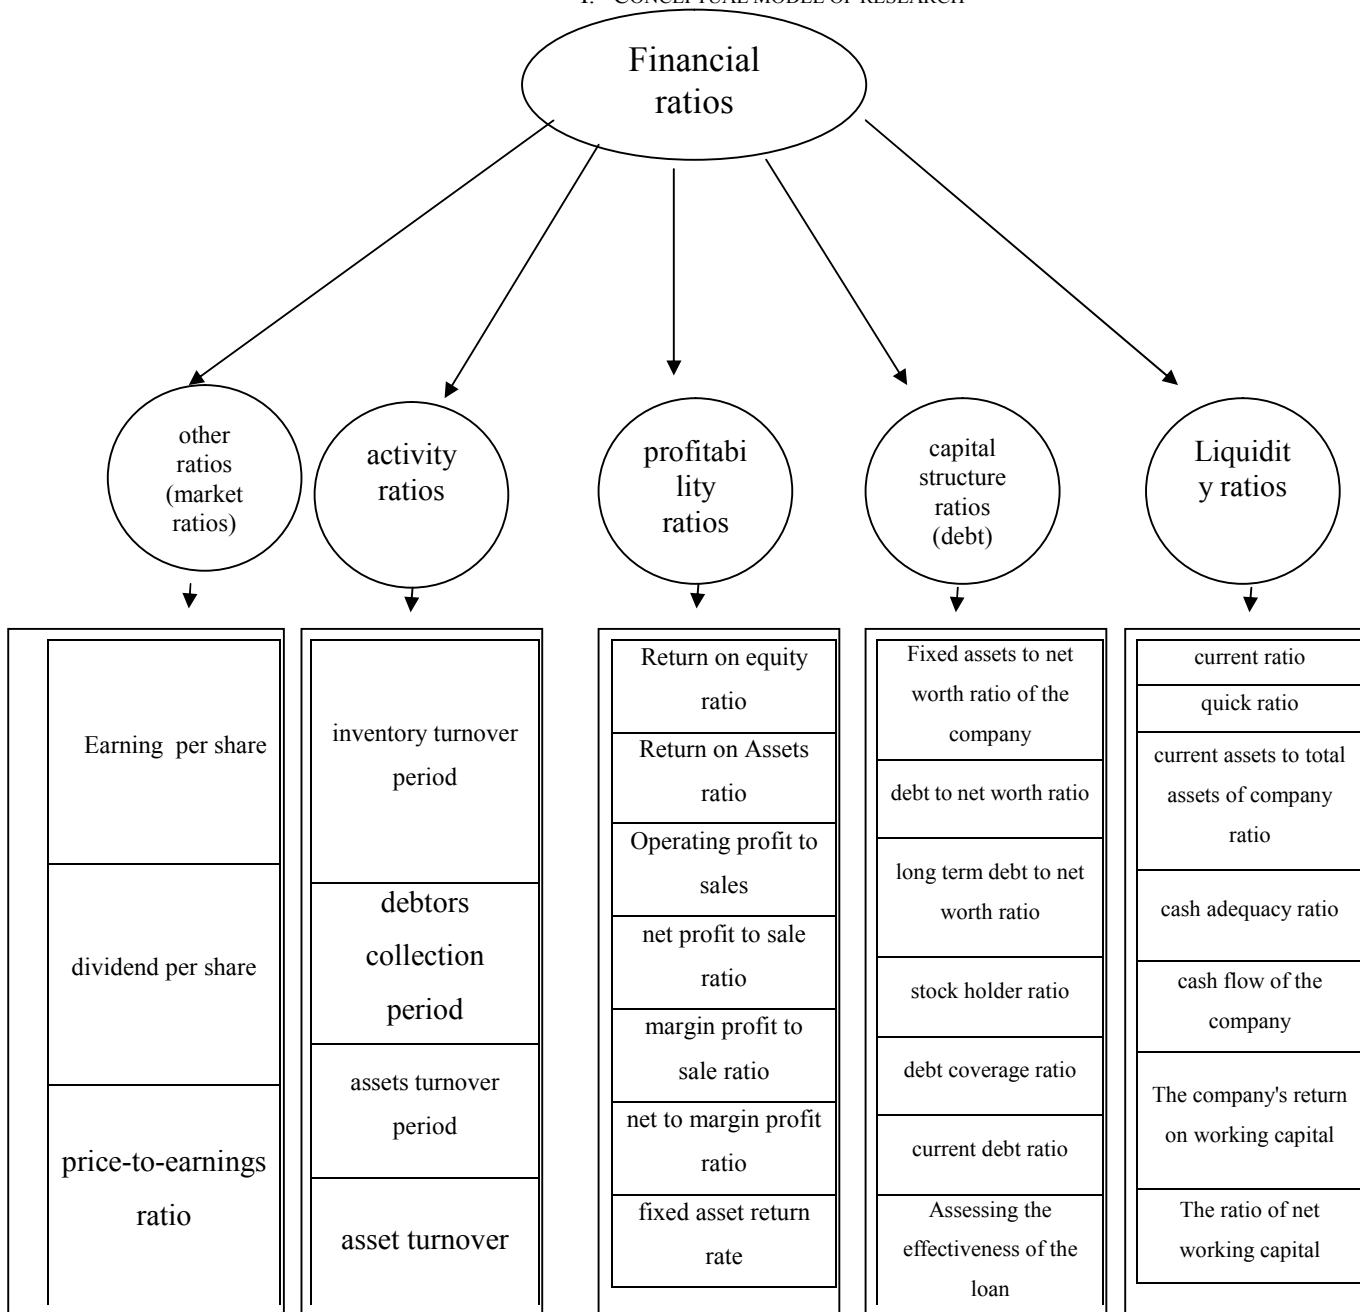 I. CONCEPTUAL MODEL OF RESEARCH
Financial
ratios
other
ratios
(market
ratios)
activity
ratios
profitabi
lity
ratios
capital
structure
ratios
(debt)
Liquidit
y ratios
Earning per share
dividend per share
price-to-earnings
ratio
inventory turnover
period
debtors
collection
period
assets turnover
period
asset turnover
Return on equity
ratio
Return on Assets
ratio
Operating profit to
sales
net profit to sale
ratio
margin profit to
sale ratio
net to margin profit
ratio
fixed asset return
rate
Fixed assets to net
worth ratio of the
company
debt to net worth ratio
long term debt to net
worth ratio
stock holder ratio
debt coverage ratio
current debt ratio
Assessing the
effectiveness of the
loan
current ratio
quick ratio
current assets to total
assets of company
ratio
cash adequacy ratio
cash flow of the
company
The company's return
on working capital
The ratio of net
working capital